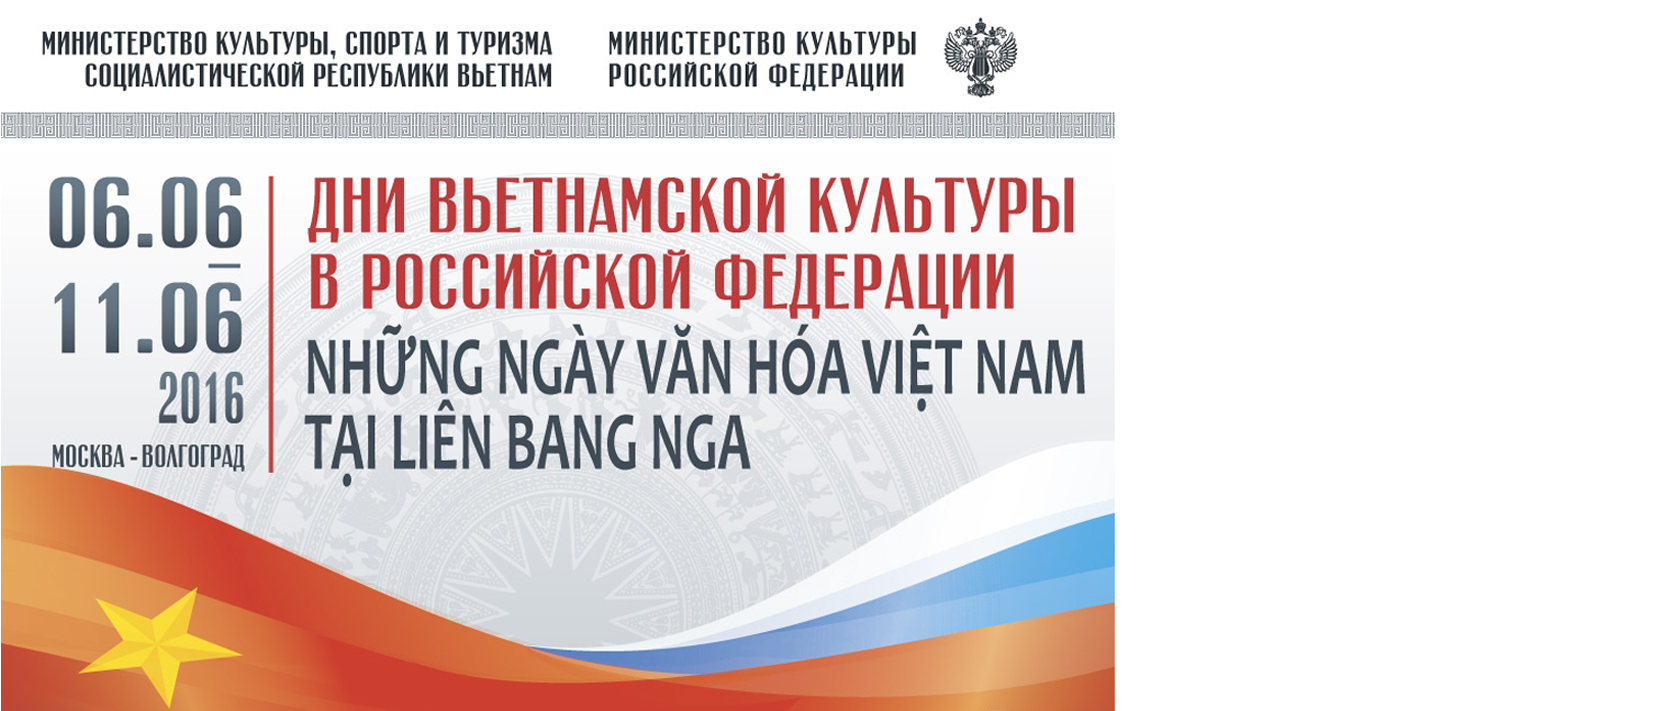 МИНИСТЕРСТВО КУЛЬТУРЫ, СПОРТА И ТУРИЗМА
СОЦИАЛИСТИЧЕСКОЙ РЕСПУБЛИКИ ВЬЕТНАМ
МИНИСТЕРСТВО КУЛЬТУРЫ
РОССИЙСКОЙ ФЕДЕРАЦИИ
06.06
–
11.06
2016
МОСКВА - ВОЛГОГРАД
ДНИ ВЬЕТНАМСКОЙ КУЛЬТУРЫ
В РОССИЙСКОЙ ФЕДЕРАЦИИ
NHỮNG NGÀY VĂN HÓA VIỆT NAM
TẠI LIÊN BANG NGA